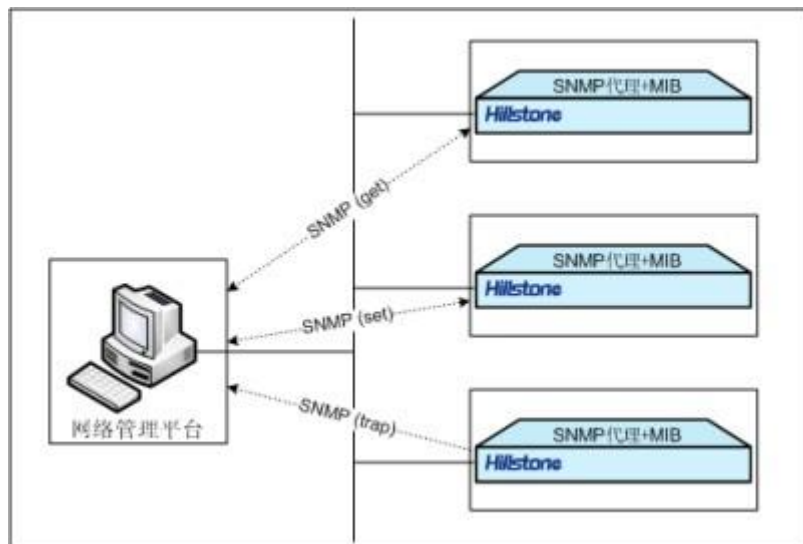 SNMP代理+MIB
Hillstone
SNMP (get)
SNMP代理+MIB
Hillstone
SNMP (set)
网络管理平台
SNMP (trap)
SNMP代理+MIB
Hillstone